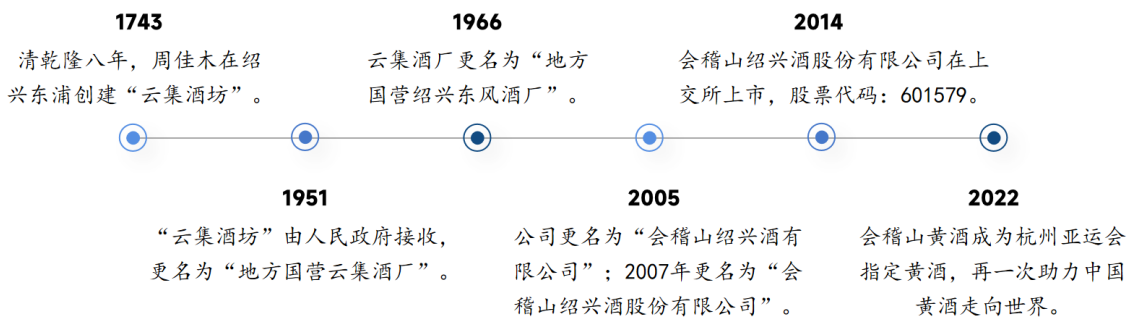 1743
清乾隆八年，周佳木在绍
兴东浦创建“云集酒坊”。
1951
“云集酒坊”由人民政府接收，
更名为“地方国营云集酒厂”。
1966
云集酒厂更名为“地方
国营绍兴东风酒厂”。
2005
公司更名为“会稽山绍兴酒有
限公司”；2007年更名为“会
稽山绍兴酒股份有限公司”。
2014
会稽山绍兴酒股份有限公司在上
交所上市，股票代码：601579。
2022
会稽山黄酒成为杭州亚运会
指定黄酒，再一次助力中国
黄酒走向世界。